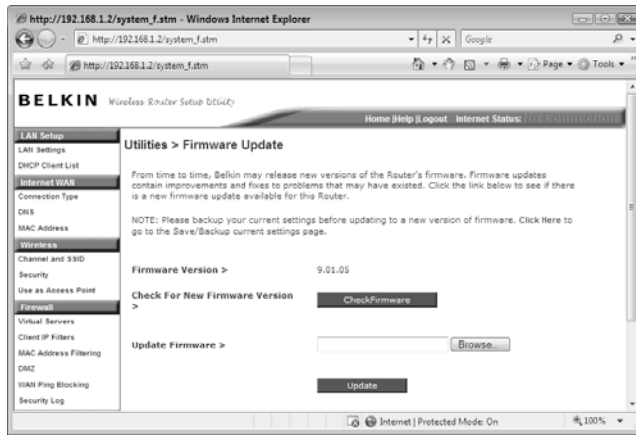 http://192.168.1.2/system_f.stm - Windows Internet Explorer
http://192.168.1.2/system_f.stm
Google
http://192.168.1.2/system_f.stm
Page
Tools
BELKIN Wireless Router Setup Utility
Home |Help |Logout Internet Status: No Connection
LAN Setup
LAN Settings
DHCP Client List
Internet WAN
Connection Type
DNS
MAC Address
Wireless
Channel and SSID
Security
Use as Access Point
Firewall
Virtual Servers
Client IP Filters
MAC Address Filtering
DMZ
WAN Ping Blocking
Security Log
Utilities > Firmware Update
From time to time, Belkin may release new versions of the Router's firmware. Firmware updates
contain improvements and fixes to problems that may have existed. Click the link below to see if there
is a new firmware update available for this Router.
NOTE: Please backup your current settings before updating to a new version of firmware. Click Here to
go to the Save/Backup current settings page.
Firmware Version > 9.01.05
Check For New Firmware Version
> CheckFirmware
Update Firmware > Browse...
Update
Internet | Protected Mode: On
100%